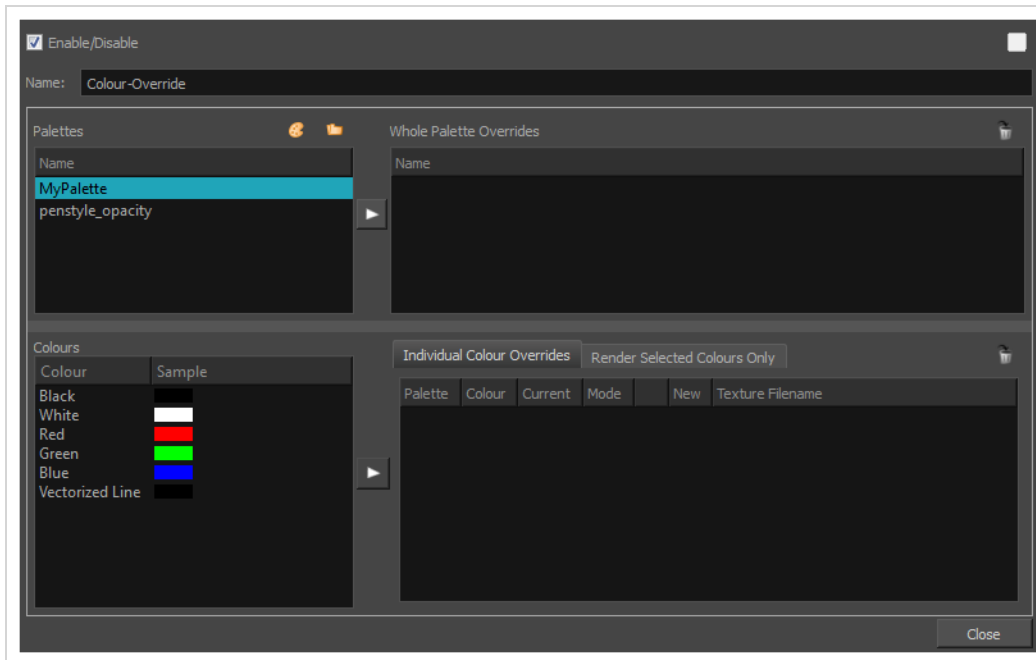 Enable/Disable
Name: Colour-Override
Palettes
Whole Palette Overrides
Name
MyPalette
penstyle_opacity
Name
Colours
Colour Sample
Black
White
Red
Green
Blue
Vectorized Line
Individual Colour Overrides
Render Selected Colours Only
Palette Colour Current Mode New Texture Filename
Close